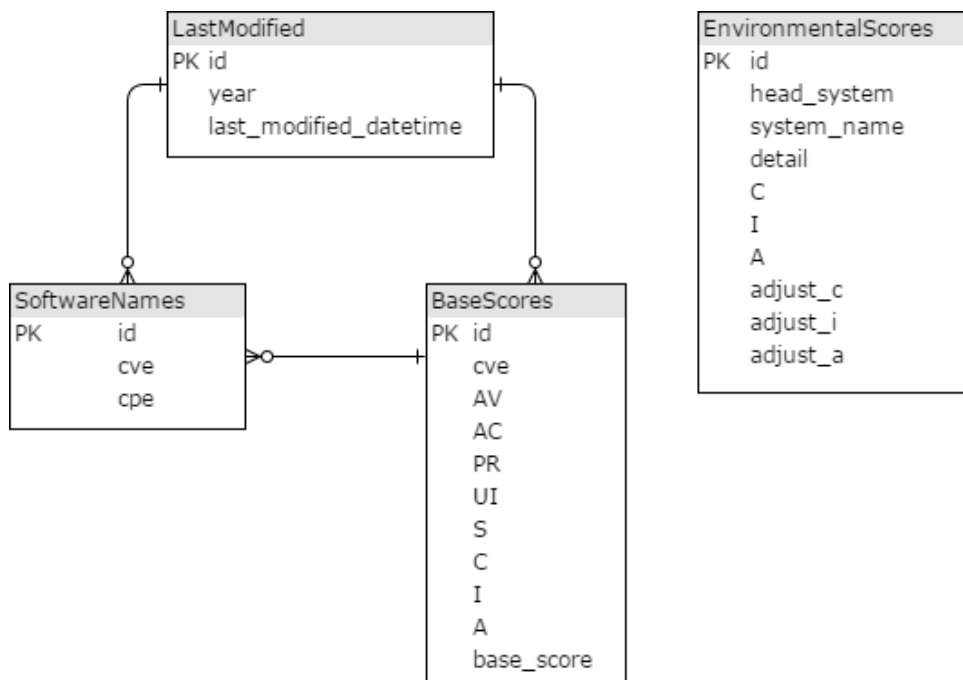 LastModified
PK id
year
last_modified_datetime
EnvironmentalScores
PK id
head_system
system_name
detail
C
I
A
adjust_c
adjust_i
adjust_a
SoftwareNames
PK id
cve
cpe
BaseScores
PK id
cve
AV
AC
PR
UI
S
C
I
A
base_score